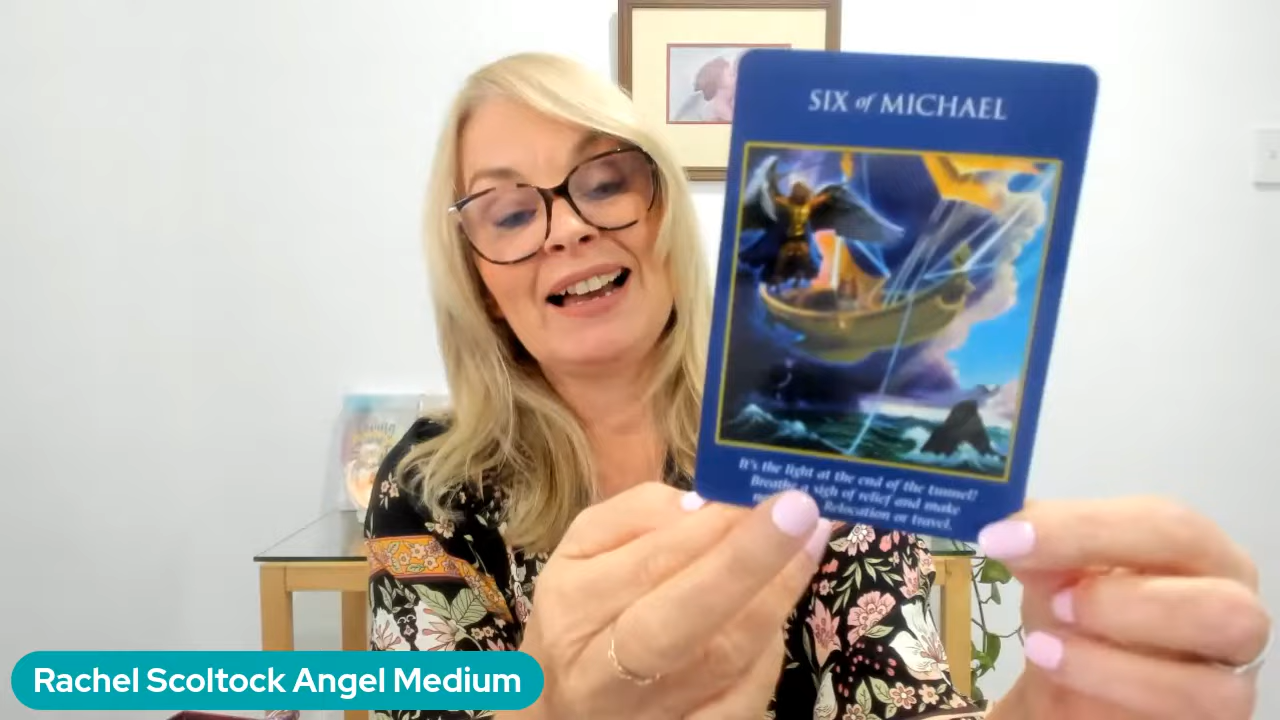 SIX of MICHAEL
It's the light at the end of the tunnel!
Breathe a sigh of relief and make
Relocation or travel.
Rachel Scoltock Angel Medium